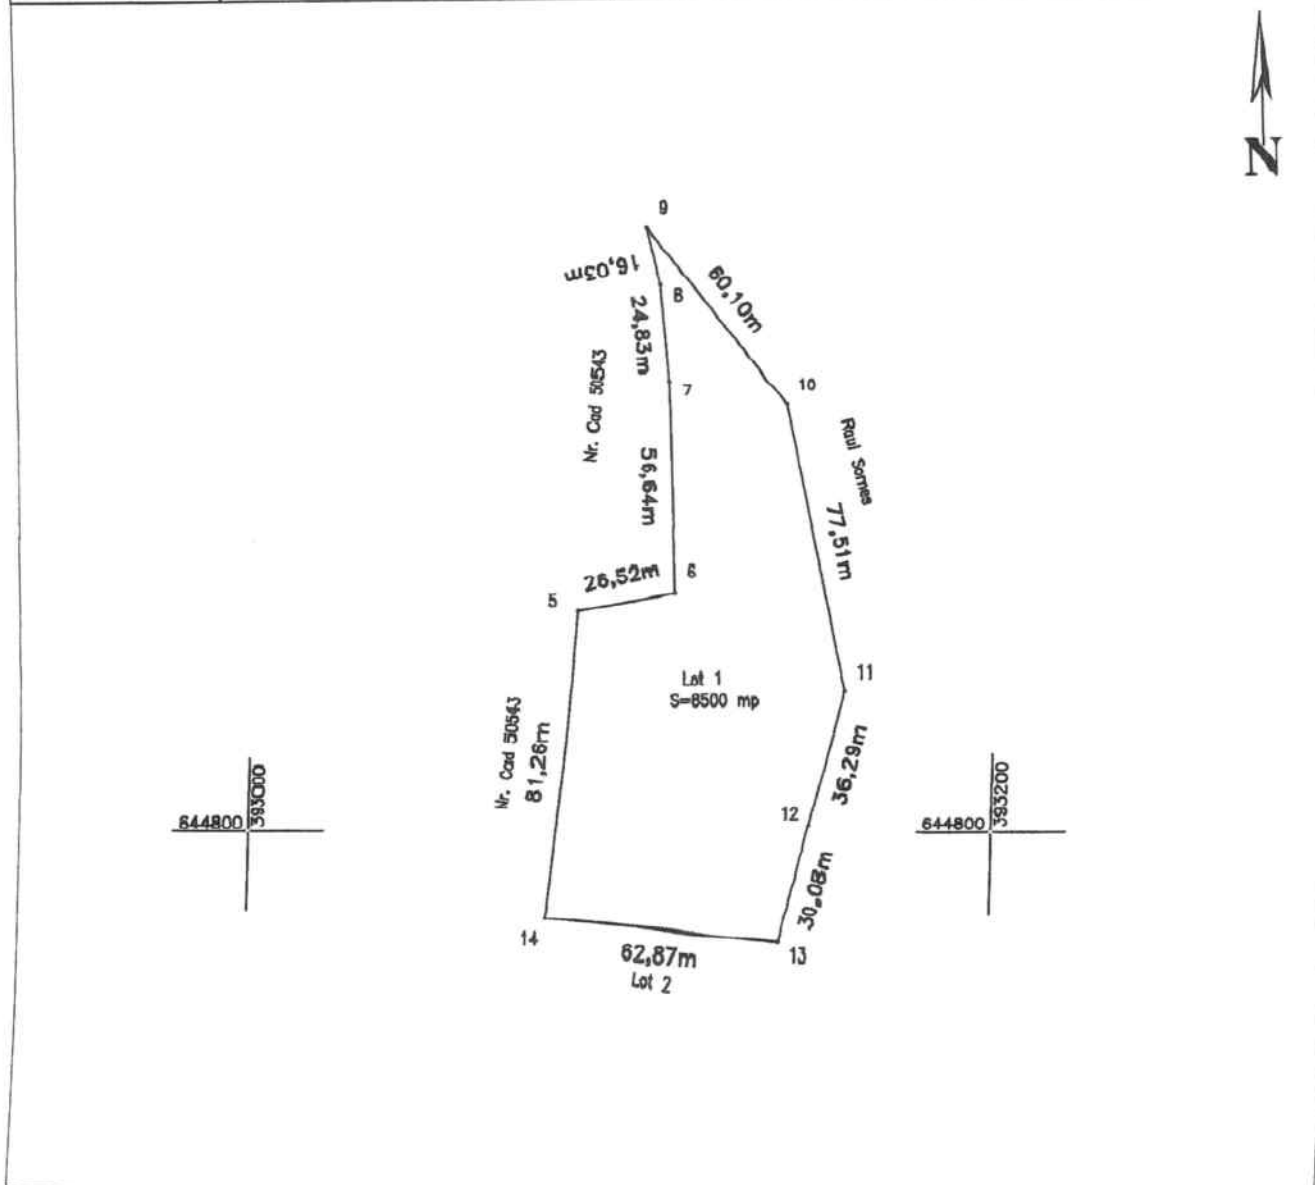 N
9
16,03m
60,10m
8
24,83m
Nr. Cad 50543
7
10
Raul Somes
56,64m
77,51m
26,52m
6
5
Lot 1
S=8500 mp
11
Nr. Cad 50543
81,26m
36,29m
12
644800
393000
644800
393200
30,08m
14
62,87m
13
Lot 2